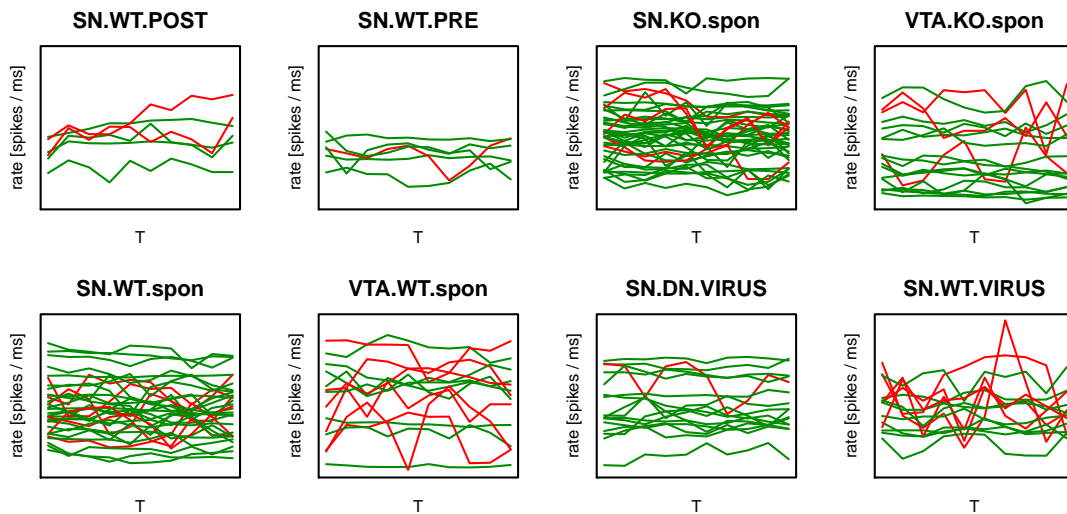 SN.WT.POST
rate [spikes / ms]
T
SN.WT.PRE
rate [spikes / ms]
T
SN.KO.spon
rate [spikes / ms]
T
VTA.KO.spon
rate [spikes / ms]
T
SN.WT.spon
rate [spikes / ms]
T
VTA.WT.spon
rate [spikes / ms]
T
SN.DN.VIRUS
rate [spikes / ms]
T
SN.WT.VIRUS
rate [spikes / ms]
T